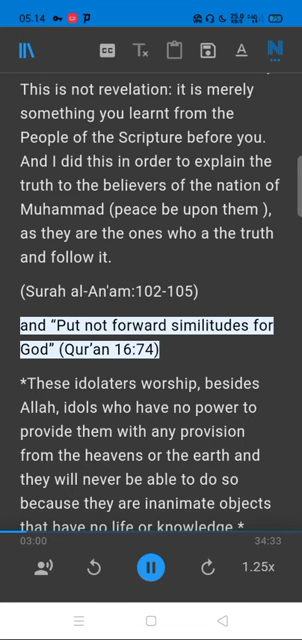 05.14
This is not revelation: it is merely
something you learnt from the
People of the Scripture before you.
And I did this in order to explain the
truth to the believers of the nation of
Muhammad (peace be upon them ),
as they are the ones who a the truth
and follow it.
(Surah al-An'am:102-105)
and “Put not forward similitudes for
God” (Qur’an 16:74)
*These idolaters worship, besides
Allah, idols who have no power to
provide them with any provision
from the heavens or the earth and
they will never be able to do so
because they are inanimate objects
that have no life or knowledge.*
03:00 34:33
1.25x